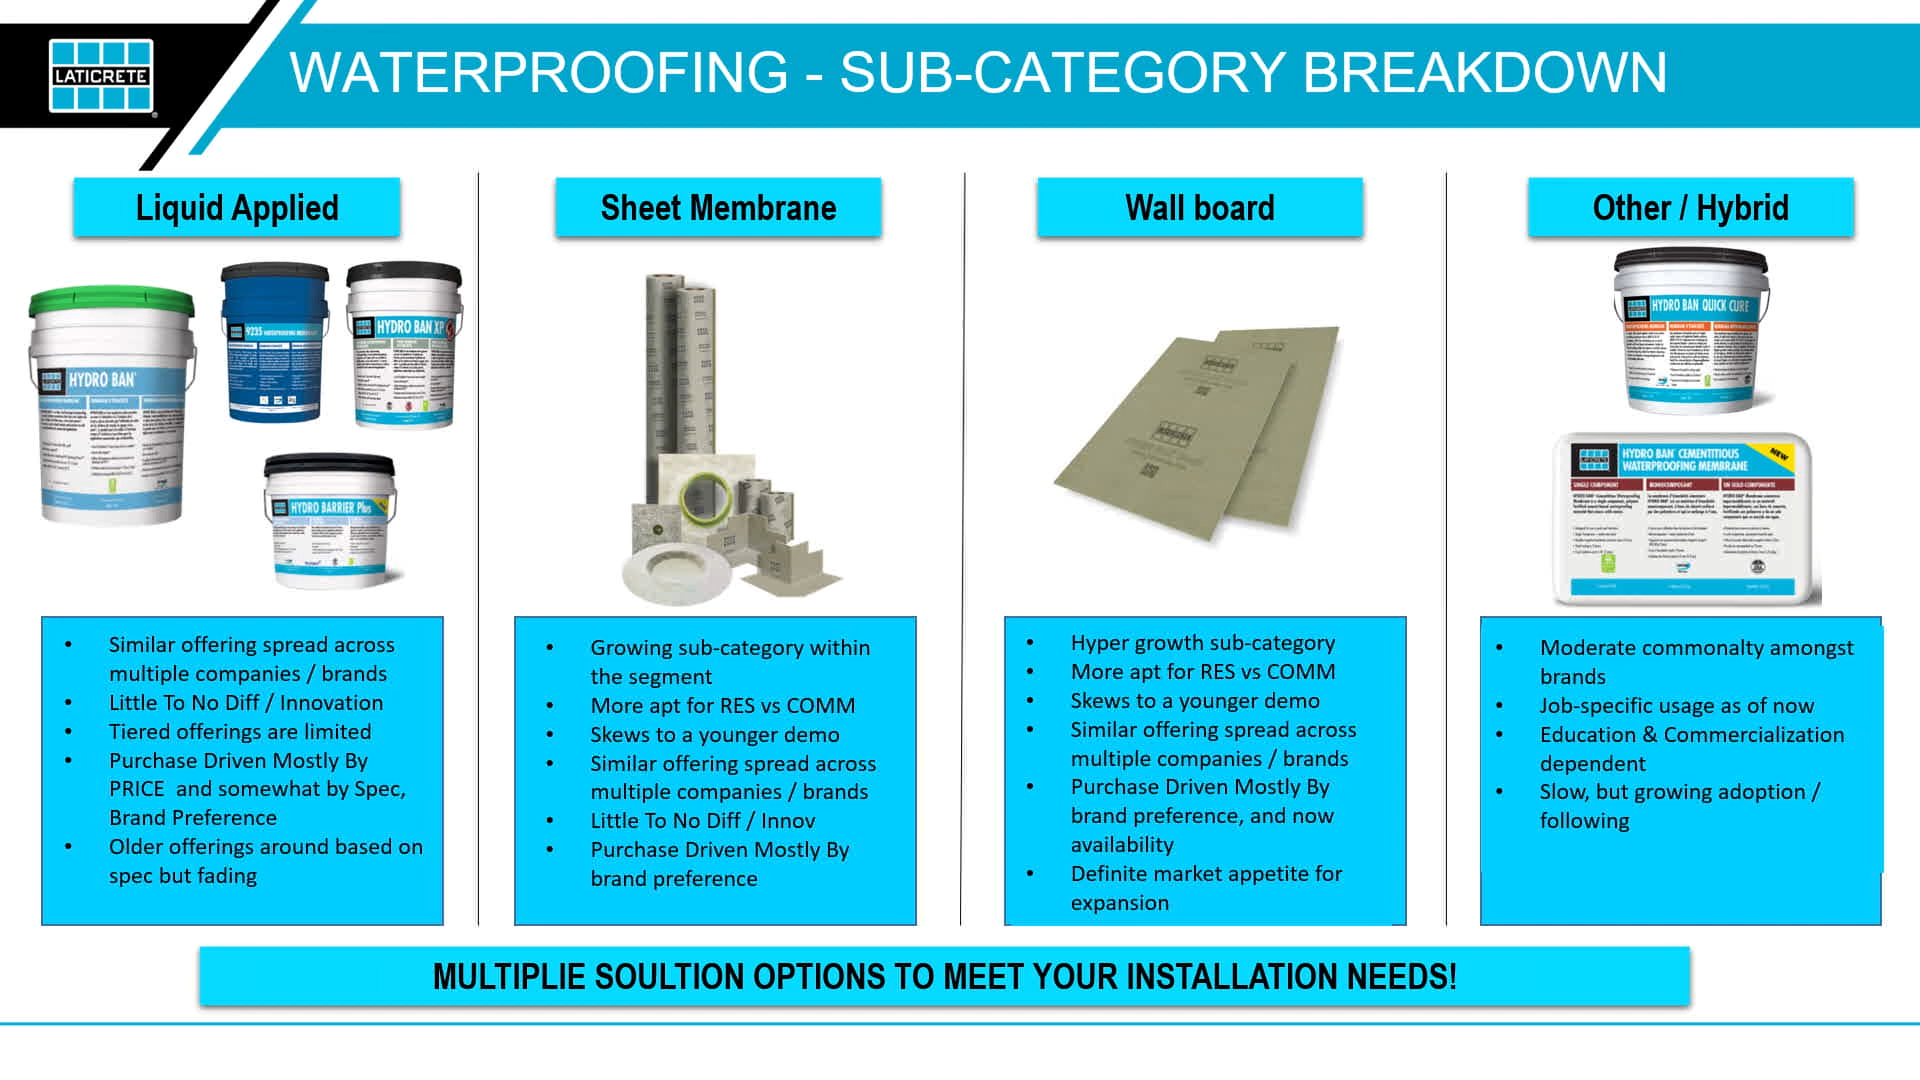 LATICRETE
WATERPROOFING - SUB-CATEGORY BREAKDOWN
Liquid Applied
HYDRO BAN
9235 WATERPROOFING MEMBRANE
HYDRO BAN XP
HYDRO BARRIER Plus
• Similar offering spread across
multiple companies / brands
• Little To No Diff / Innovation
• Tiered offerings are limited
• Purchase Driven Mostly By
PRICE and somewhat by Spec,
Brand Preference
• Older offerings around based on
spec but fading
Sheet Membrane
• Growing sub-category within
the segment
• More apt for RES vs COMM
• Skews to a younger demo
• Similar offering spread across
multiple companies / brands
• Little To No Diff / Innov
• Purchase Driven Mostly By
brand preference
Wall board
• Hyper growth sub-category
• More apt for RES vs COMM
• Skews to a younger demo
• Similar offering spread across
multiple companies / brands
• Purchase Driven Mostly By
brand preference, and now
availability
• Definite market appetite for
expansion
Other / Hybrid
HYDRO BAN QUICK CURE
LATICRETE
HYDRO BAN CEMENTITIOUS
WATERPROOFING MEMBRANE
NEW
SINGLE COMPONENT
• Moderate commonalty amongst
brands
• Job-specific usage as of now
• Education & Commercialization
dependent
• Slow, but growing adoption /
following
MULTIPLIE SOULTION OPTIONS TO MEET YOUR INSTALLATION NEEDS!